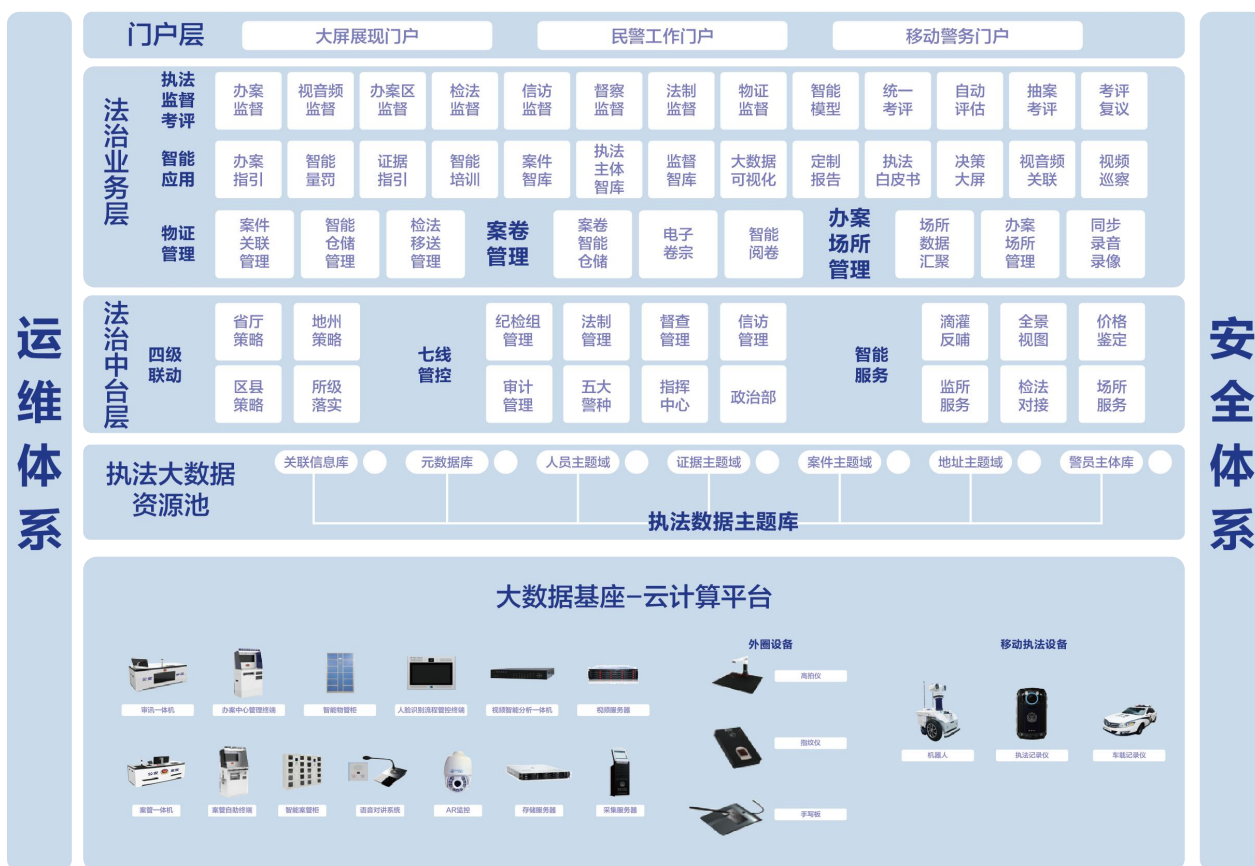 运维体系
安全体系
门户层
大屏展现门户
民警工作门户
移动警务门户
法治业务层
执法
监督
考评
办案
监督
视音频
监督
办案区
监督
检法
监督
信访
监督
督察
监督
法制
监督
物证
监督
智能
模型
统一
考评
自动
评估
抽案
考评
考评
复议
智能
应用
办案
指引
智能
量罚
证据
指引
智能
培训
案件
智库
执法
主体
智库
监督
智库
大数据
可视化
定制
报告
执法
白皮书
决策
大屏
视音频
关联
视频
巡察
物证
管理
案件
关联
管理
智能
仓储
管理
检法
移送
管理
案卷
管理
案卷
智能
仓储
电子
卷宗
智能
阅卷
办案
场所
管理
场所
数据
汇聚
办案
场所
管理
同步
录音
录像
法治中台层
四级
联动
省厅
策略
地州
策略
区县
策略
所级
落实
七线
管控
纪检组
管理
法制
管理
督查
管理
信访
管理
审计
管理
五大
警种
指挥
中心
政治部
智能
服务
滴灌
反哺
全景
视图
价格
鉴定
监所
服务
检法
对接
场所
服务
执法大数据
资源池
关联信息库
元数据库
人员主题域
证据主题域
案件主题域
地址主题域
警员主体库
执法数据主题库
大数据基座-云计算平台
外圈设备
移动执法设备
审讯一体机
办案中心管理终端
智能物管柜
人脸识别流程管控终端
视频智能分析一体机
视频服务器
高拍仪
指纹仪
手写板
机器人
执法记录仪
车载记录仪
案管一体机
案管自助终端
智能案管柜
语音对讲系统
AR监控
存储服务器
采集服务器